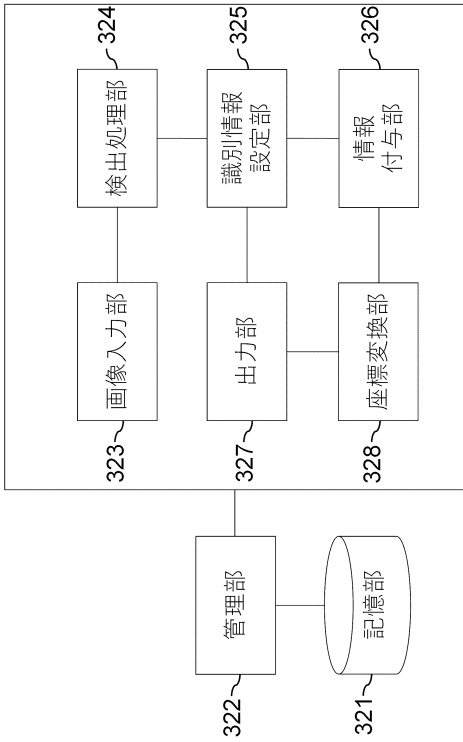 324
検出処理部
325
識別情報
設定部
326
情報
付与部
画像入力部
323
出力部
327
座標変換部
328
管理部
322
記憶部
321